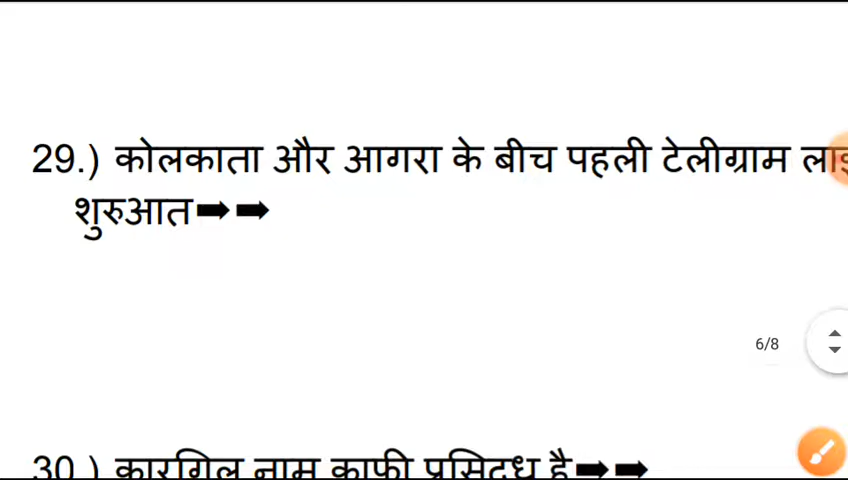 29.) कोलकाता और आगरा के बीच पहली टेलीग्राम
शुरुआत➡➡
6/8
30.) कारगिल नाम काफी प्रसिद्ध है➡➡